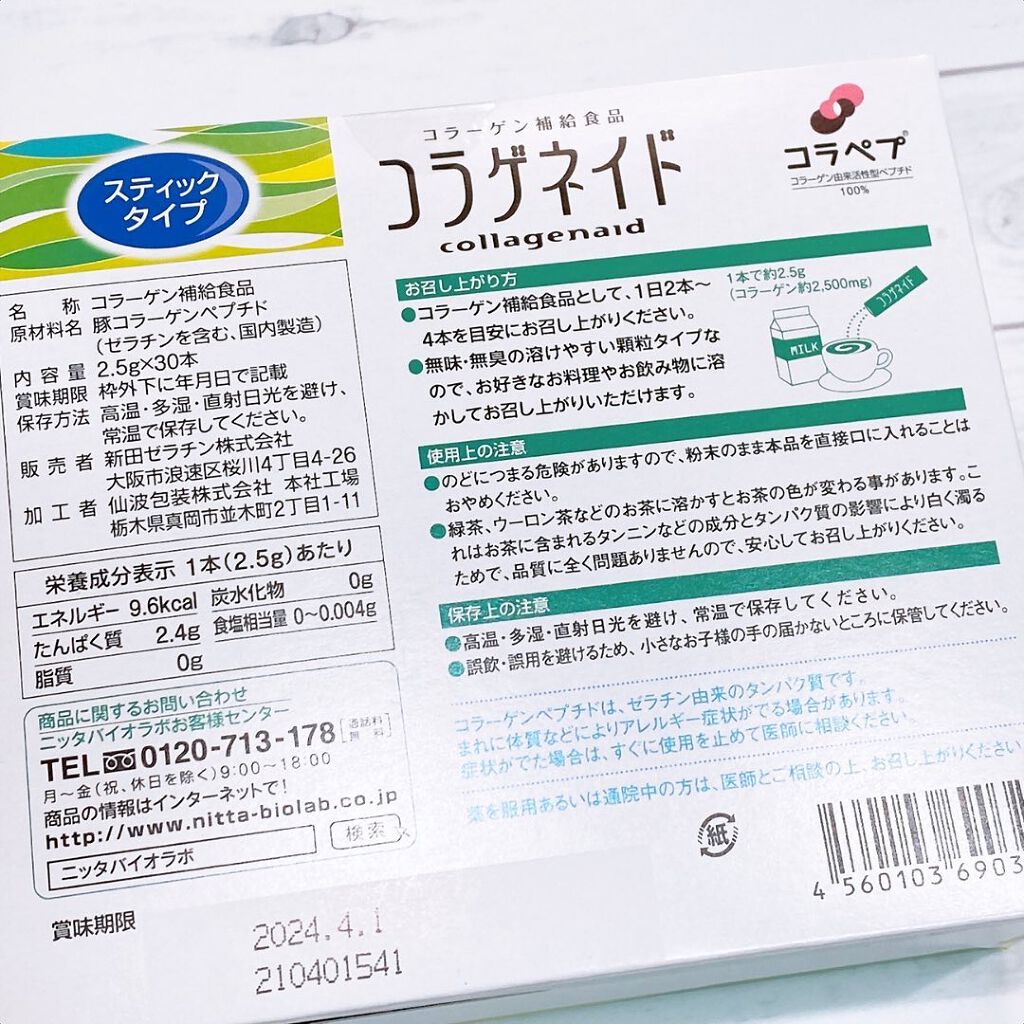 スティック
タイプ
コラーゲン補給食品
コラゲネイド
collagenaid
コラペプ®
コラーゲン由来活性型ペプチド
100%
名称 コラーゲン補給食品
原材料名 豚コラーゲンペプチド
(ゼラチンを含む、国内製造)
内容量 2.5g×30本
賞味期限 枠外下に年月日で記載
保存方法 高温・多湿・直射日光を避け、
常温で保存してください。
販売者 新田ゼラチン株式会社
大阪市浪速区桜川4丁目4-26
加工者 仙波包装株式会社 本社工場
栃木県真岡市並木町2丁目1-11
栄養成分表示 1本(2.5g)あたり
エネルギー 9.6kcal 炭水化物 0g
たんぱく質 2.4g 食塩相当量 0〜0.004g
脂質 0g
商品に関するお問い合わせ
ニッタバイオラボお客様センター
TEL 0120-713-178 [通話料無料]
月〜金(祝、休日を除く)9:00〜18:00
商品の情報はインターネットで!
http://www.nitta-biolab.co.jp
ニッタバイオラボ 検索
賞味期限
2024.4.1
210401541
お召し上がり方
●コラーゲン補給食品として、1日2本〜
4本を目安にお召し上がりください。
●無味・無臭の溶けやすい顆粒タイプな
ので、お好きなお料理やお飲み物に溶
かしてお召し上がりいただけます。
1本で約2.5g
(コラーゲン約2,500mg)
コラゲネイド
MILK
使用上の注意
●のどにつまる危険がありますので、粉末のまま本品を直接口に入れることは
おやめください。
●緑茶、ウーロン茶などのお茶に溶かすとお茶の色が変わる事があります。こ
れはお茶に含まれるタンニンなどの成分とタンパク質の影響により白く濁る
ためで、品質に全く問題ありませんので、安心してお召し上がりください。
保存上の注意
●高温・多湿・直射日光を避け、常温で保存してください。
●誤飲・誤用を避けるため、小さなお子様の手の届かないところに保管してください。
コラーゲンペプチドは、ゼラチン由来のタンパク質です。
まれに体質などによりアレルギー症状がでる場合があります。
症状がでた場合は、すぐに使用を止めて医師に相談ください。
薬を服用あるいは通院中の方は、医師とご相談の上、お召し上がりください
紙
4 560103 6903